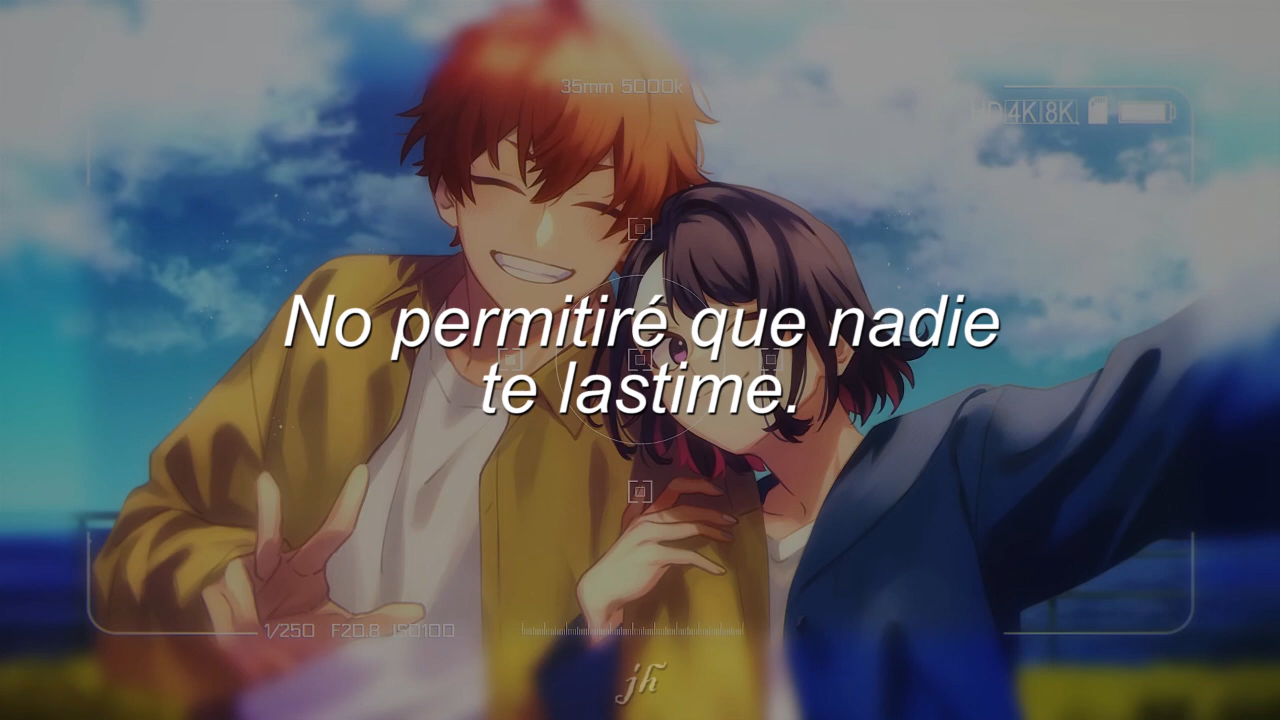 35mm 5000k
HD 4K 8K
No permitiré que nadie
te lastime.
1/250 F20.8 ISO100
jh